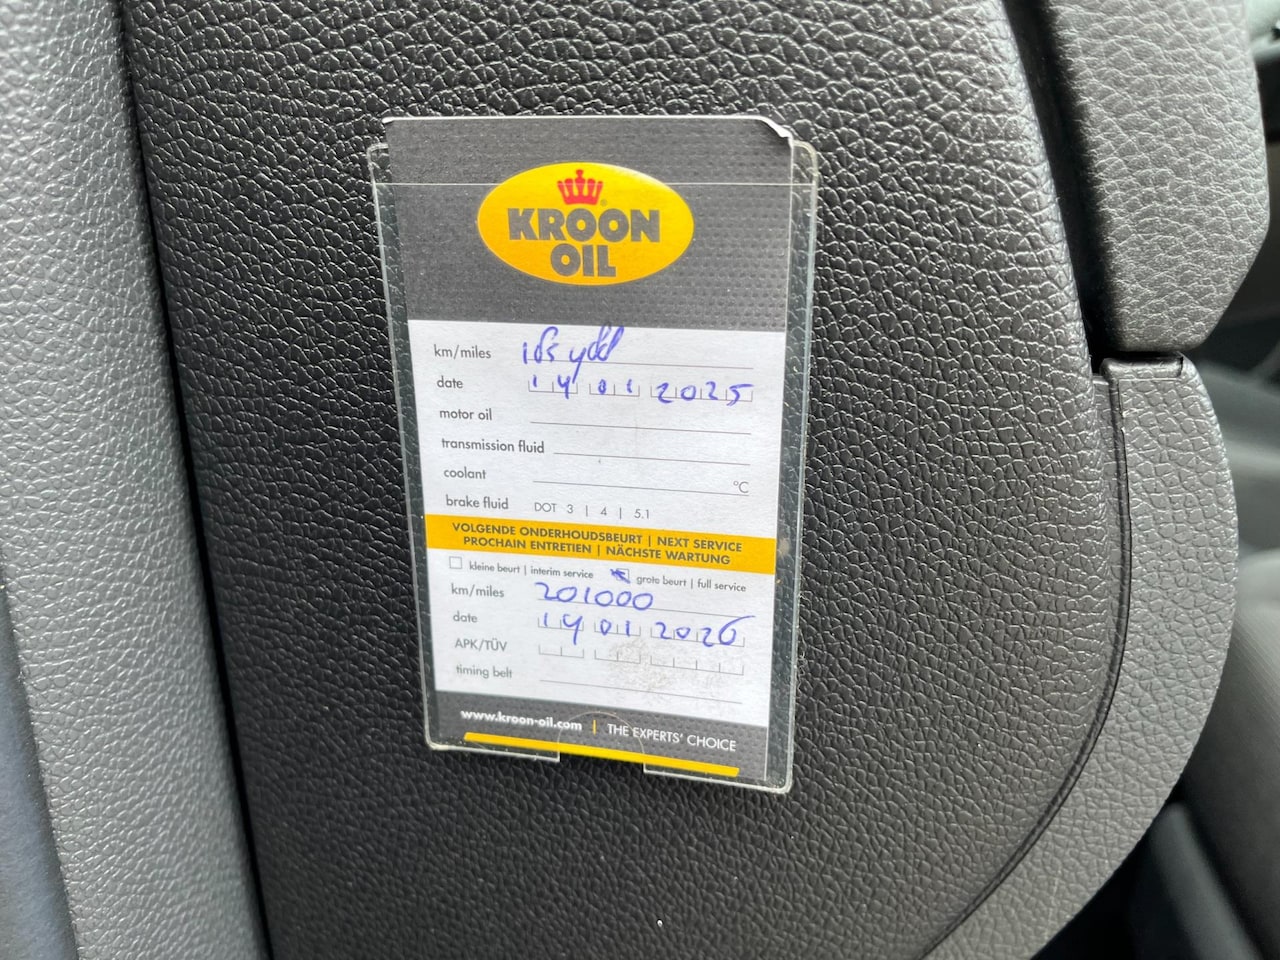 KROON
OIL
km/miles
date 14 01 2025
motor oil
transmission fluid
coolant °C
brake fluid DOT 3 | 4 | 5.1
VOLGENDE ONDERHOUDSBEURT | NEXT SERVICE
PROCHAIN ENTRETIEN | NÄCHSTE WARTUNG
kleine beurt | interim service grote beurt | full service
km/miles 201000
date 14 01 2026
APK/TÜV
timing belt
www.kroon-oil.com | THE EXPERTS' CHOICE